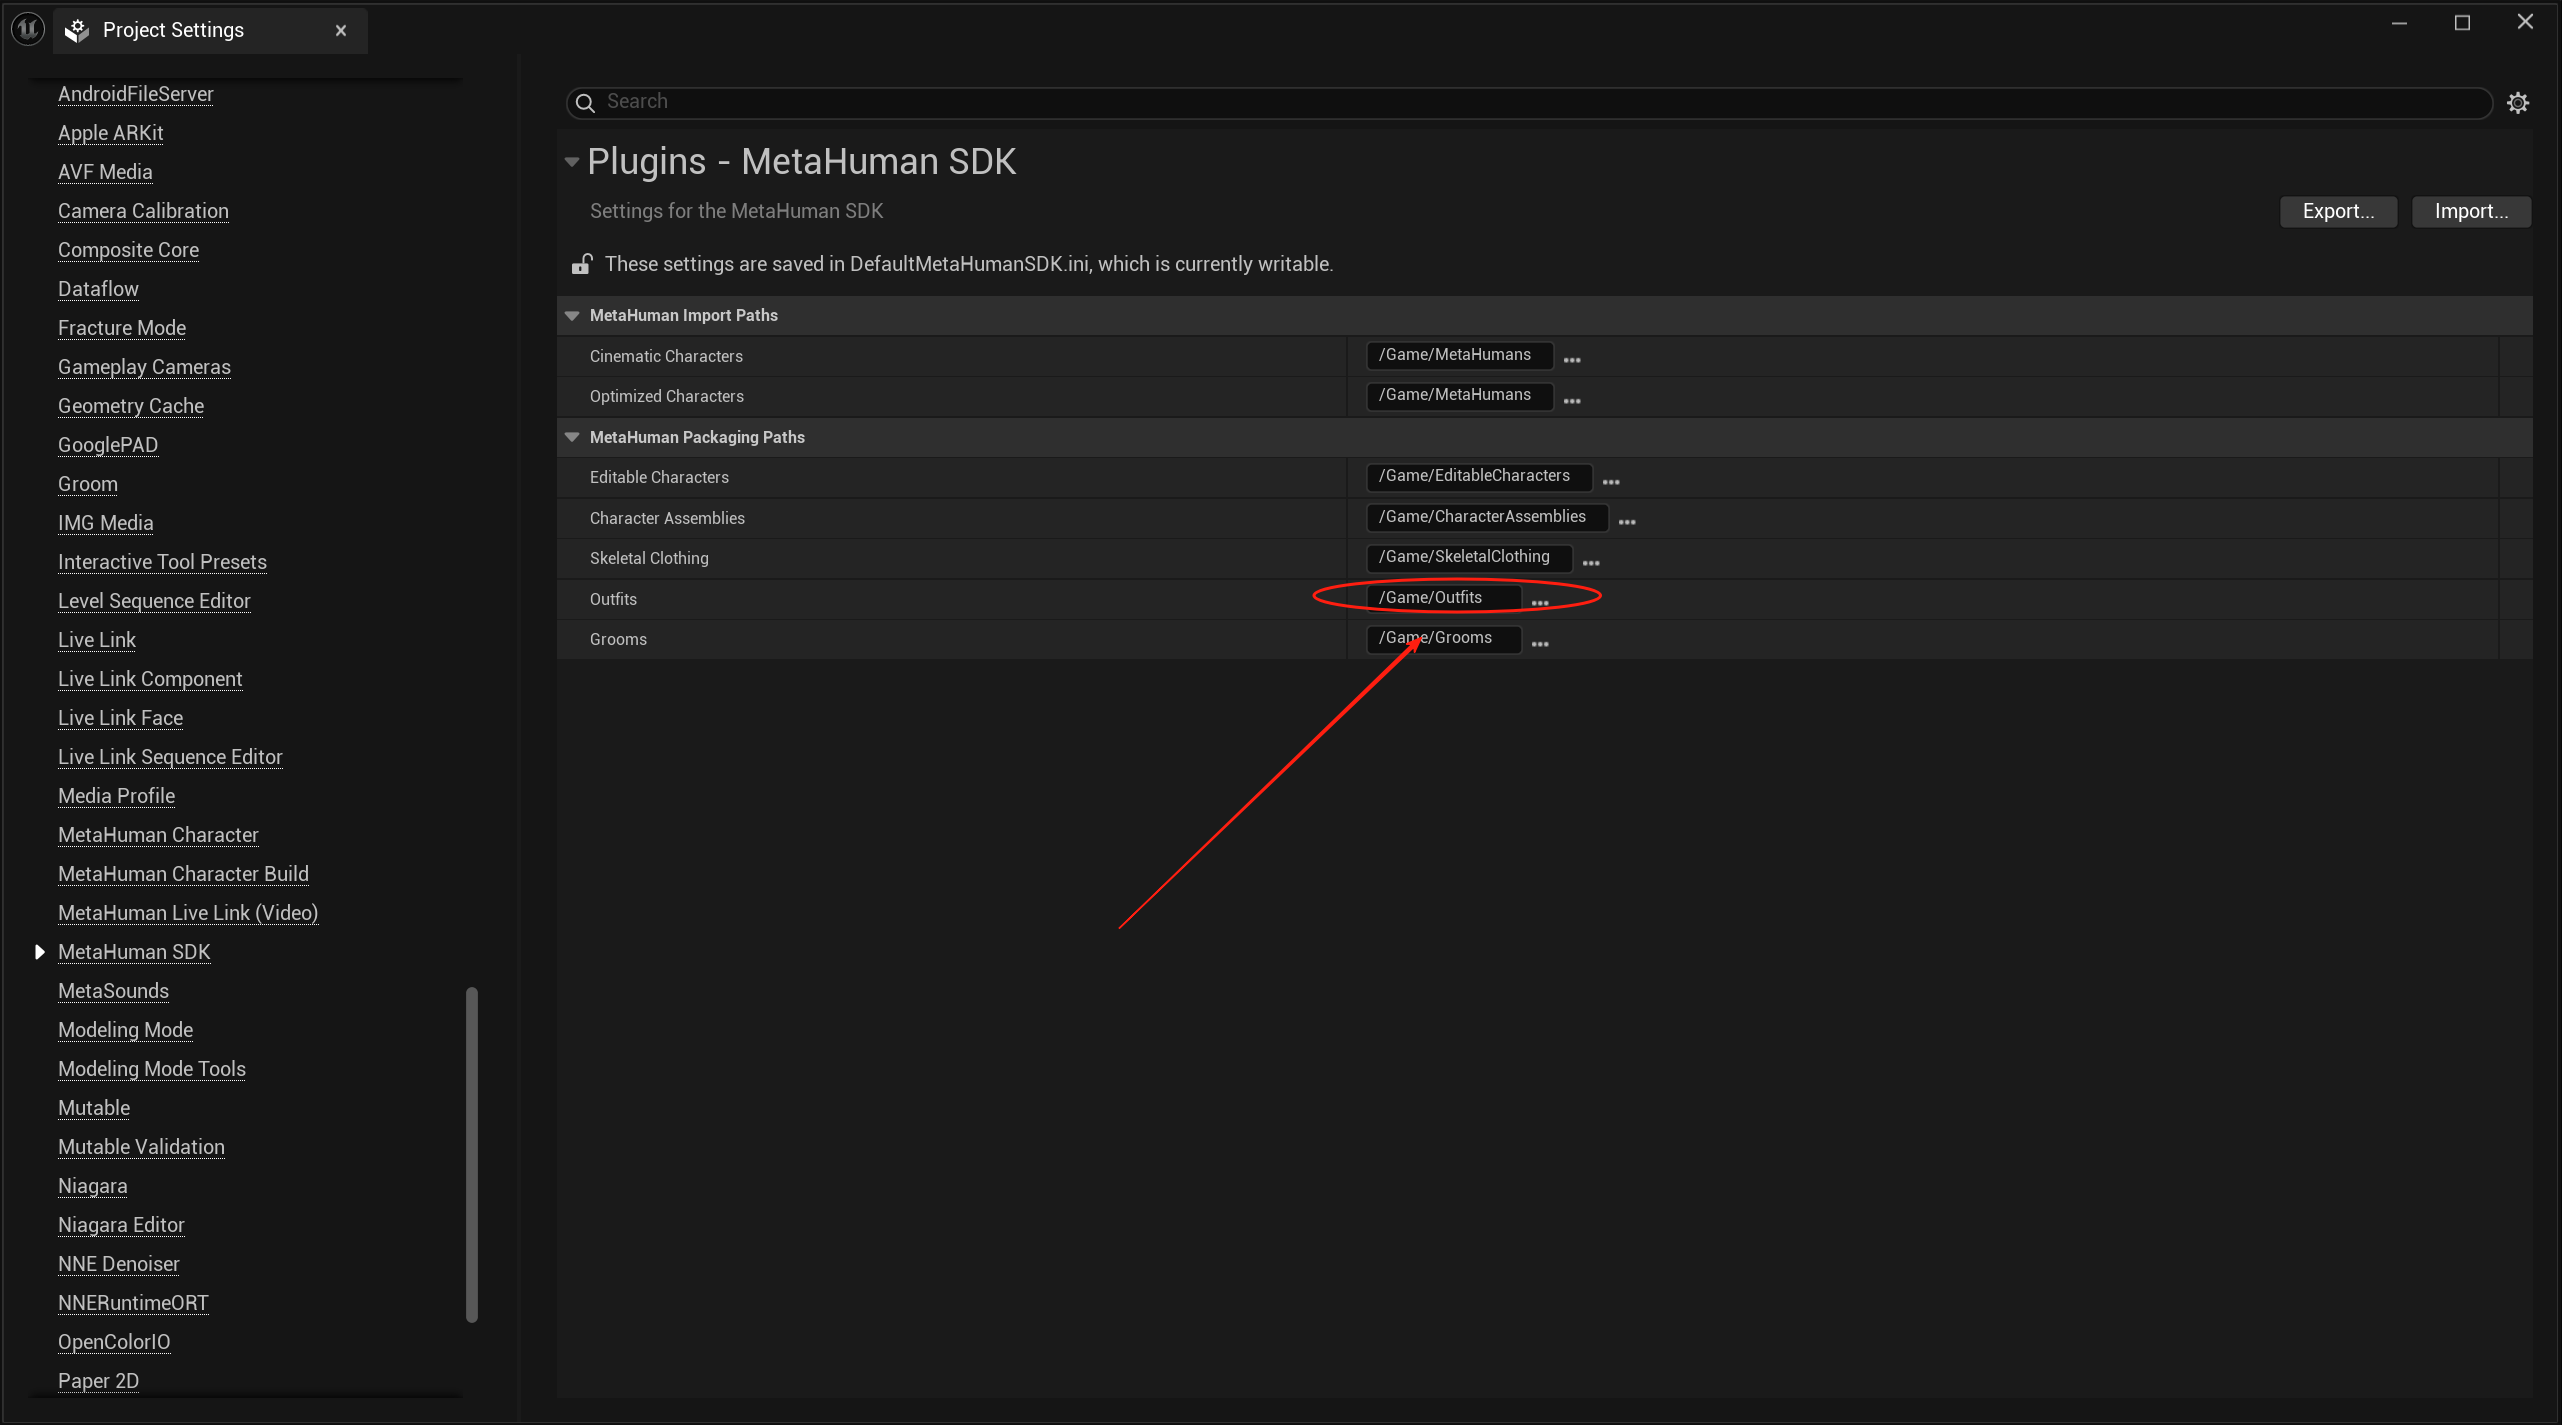 Project Settings
AndroidFileServer
Apple ARKit
AVF Media
Camera Calibration
Composite Core
Dataflow
Fracture Mode
Gameplay Cameras
Geometry Cache
GooglePAD
Groom
IMG Media
Interactive Tool Presets
Level Sequence Editor
Live Link
Live Link Component
Live Link Face
Live Link Sequence Editor
Media Profile
MetaHuman Character
MetaHuman Character Build
MetaHuman Live Link (Video)
MetaHuman SDK
MetaSounds
Modeling Mode
Modeling Mode Tools
Mutable
Mutable Validation
Niagara
Niagara Editor
NNE Denoiser
NNERuntimeORT
OpenColorIO
Paper 2D
Search
Plugins - MetaHuman SDK
Settings for the MetaHuman SDK
Export... Import...
These settings are saved in DefaultMetaHumanSDK.ini, which is currently writable.
MetaHuman Import Paths
Cinematic Characters /Game/MetaHumans ...
Optimized Characters /Game/MetaHumans ...
MetaHuman Packaging Paths
Editable Characters /Game/EditableCharacters ...
Character Assemblies /Game/CharacterAssemblies ...
Skeletal Clothing /Game/SkeletalClothing ...
Outfits /Game/Outfits ...
Grooms /Game/Grooms ...